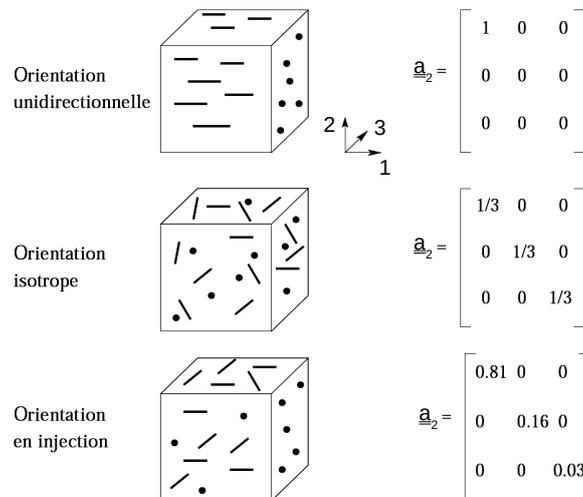 Orientation
unidirectionnelle
a₂ =
1 0 0
0 0 0
0 0 0
2
3
1
Orientation
isotrope
a₂ =
1/3 0 0
0 1/3 0
0 0 1/3
Orientation
en injection
a₂ =
0.81 0 0
0 0.16 0
0 0 0.03